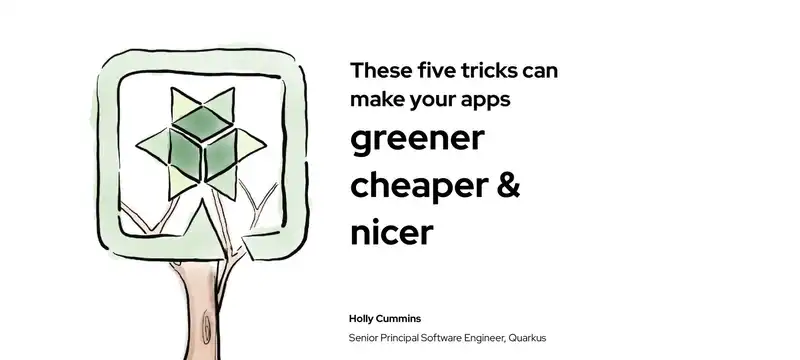 These five tricks can
make your apps
greener
cheaper &
nicer
Holly Cummins
Senior Principal Software Engineer, Quarkus